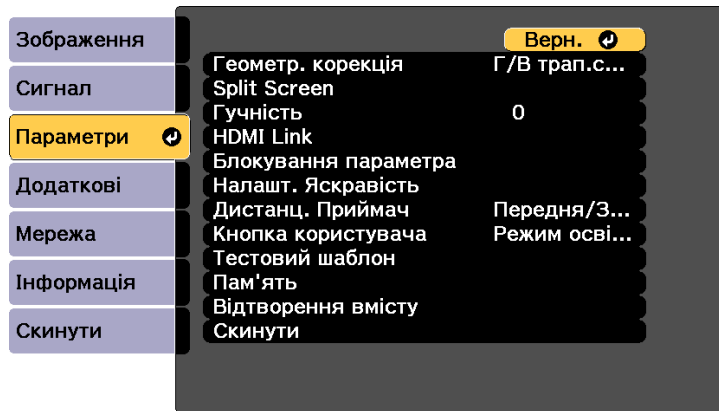 Зображення
Сигнал
Параметри
Додаткові
Мережа
Інформація
Скинути
Верн.
Геометр. корекція Г/В трап.с...
Split Screen
Гучність 0
HDMI Link
Блокування параметра
Налашт. Яскравість
Дистанц. Приймач Передня/З...
Кнопка користувача Режим осві...
Тестовий шаблон
Пам'ять
Відтворення вмісту
Скинути